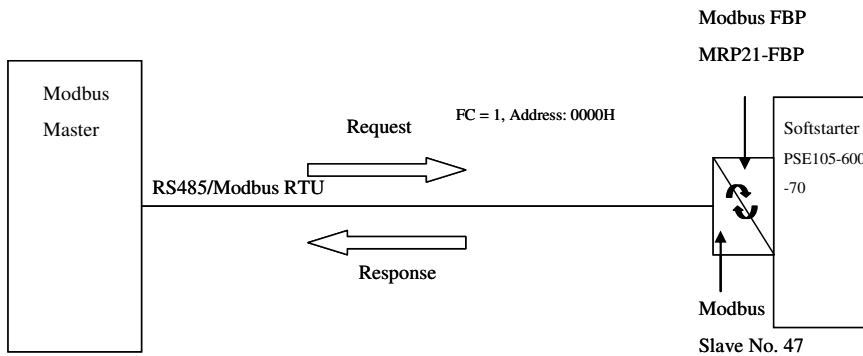 Modbus FBP
MRP21-FBP
Modbus
Master
Request
FC = 1, Address: 0000H
Softstarter
PSE105-600
-70
RS485/Modbus RTU
Response
Modbus
Slave No. 47